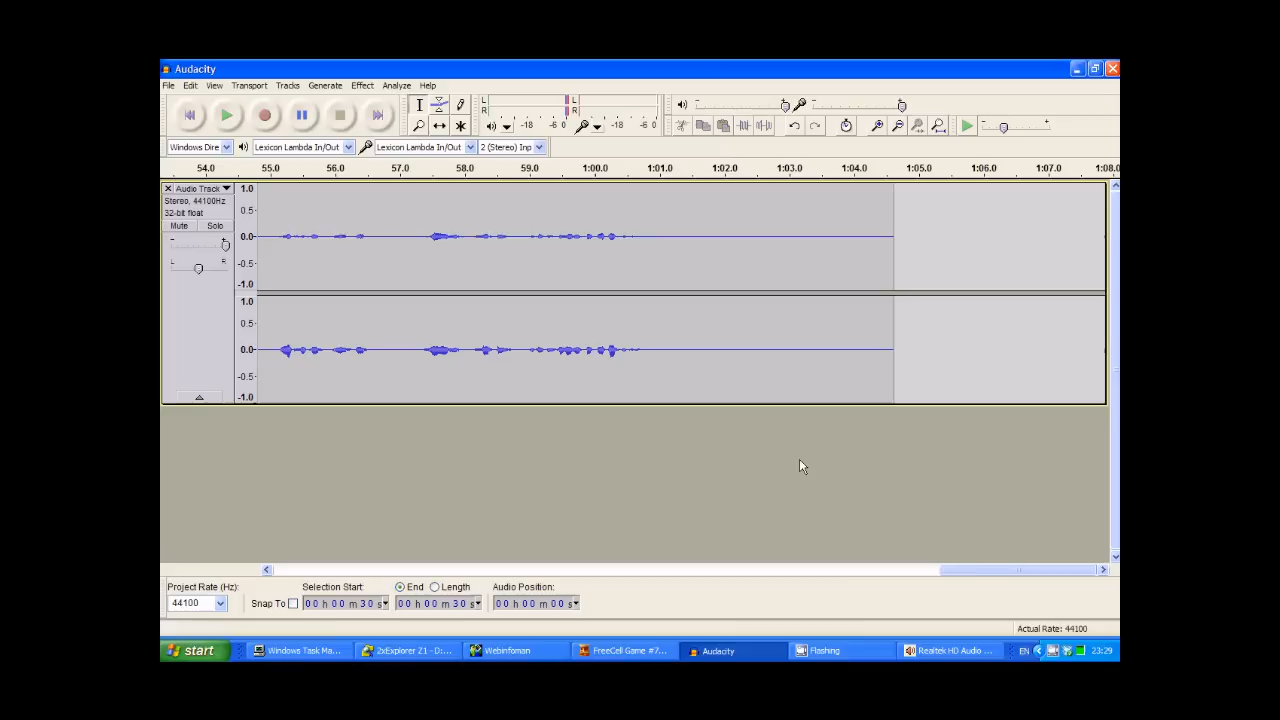 Audacity
File Edit View Transport Tracks Generate Effect Analyze Help
L
R
L
R
-18 -6 0
-18 -6 0
Windows Dire
Lexicon Lambda In/Out
Lexicon Lambda In/Out
2 (Stereo) Inp
54.0 55.0 56.0 57.0 58.0 59.0 1:00.0 1:01.0 1:02.0 1:03.0 1:04.0 1:05.0 1:06.0 1:07.0 1:08.0
Audio Track
Stereo, 44100Hz
32-bit float
Mute Solo
- +
L R
1.0
0.5
0.0
-0.5
-1.0
1.0
0.5
0.0
-0.5
-1.0
Project Rate (Hz):
44100
Snap To
Selection Start:
End Length
Audio Position:
00 h 00 m 30 s
00 h 00 m 30 s
00 h 00 m 00 s
Actual Rate: 44100
start
Windows Task Ma...
2xExplorer Z1 - D:...
Webinfoman
FreeCell Game #7...
Audacity
Flashing
Realtek HD Audio ...
EN
23:29